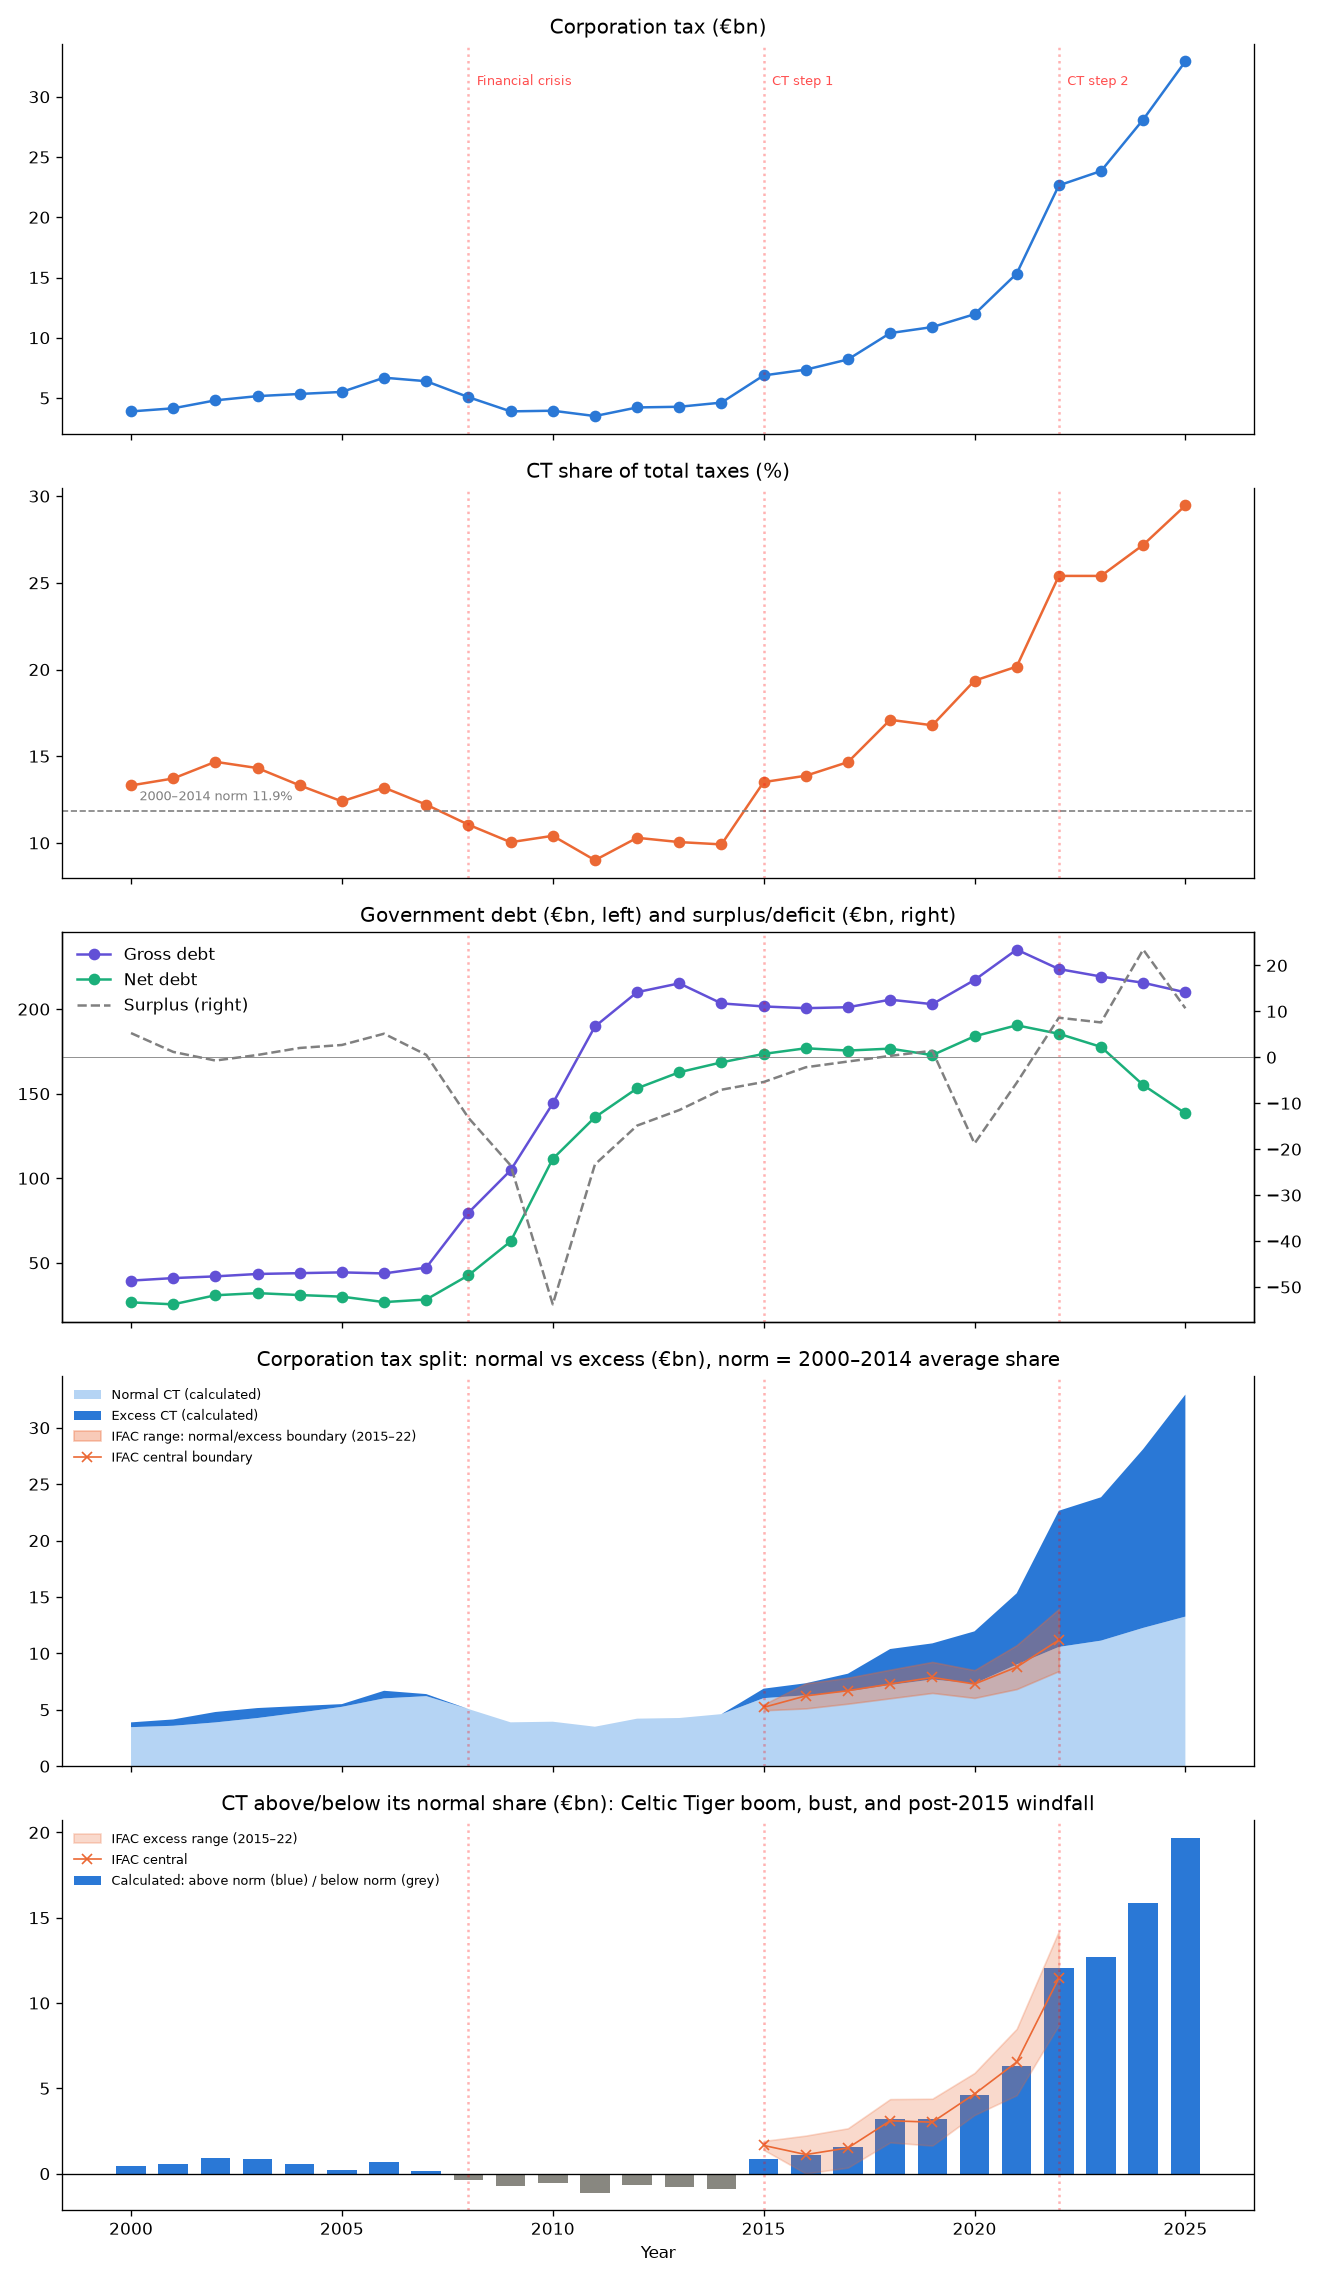 Corporation tax (€bn)
Financial crisis
CT step 1
CT step 2
30
25
20
15
10
5
CT share of total taxes (%)
30
25
20
15
10
2000–2014 norm 11.9%
Government debt (€bn, left) and surplus/deficit (€bn, right)
Gross debt
Net debt
Surplus (right)
200
150
100
50
20
10
0
−10
−20
−30
−40
−50
Corporation tax split: normal vs excess (€bn), norm = 2000–2014 average share
Normal CT (calculated)
Excess CT (calculated)
IFAC range: normal/excess boundary (2015–22)
IFAC central boundary
30
25
20
15
10
5
0
CT above/below its normal share (€bn): Celtic Tiger boom, bust, and post-2015 windfall
IFAC excess range (2015–22)
IFAC central
Calculated: above norm (blue) / below norm (grey)
20
15
10
5
0
2000 2005 2010 2015 2020 2025
Year